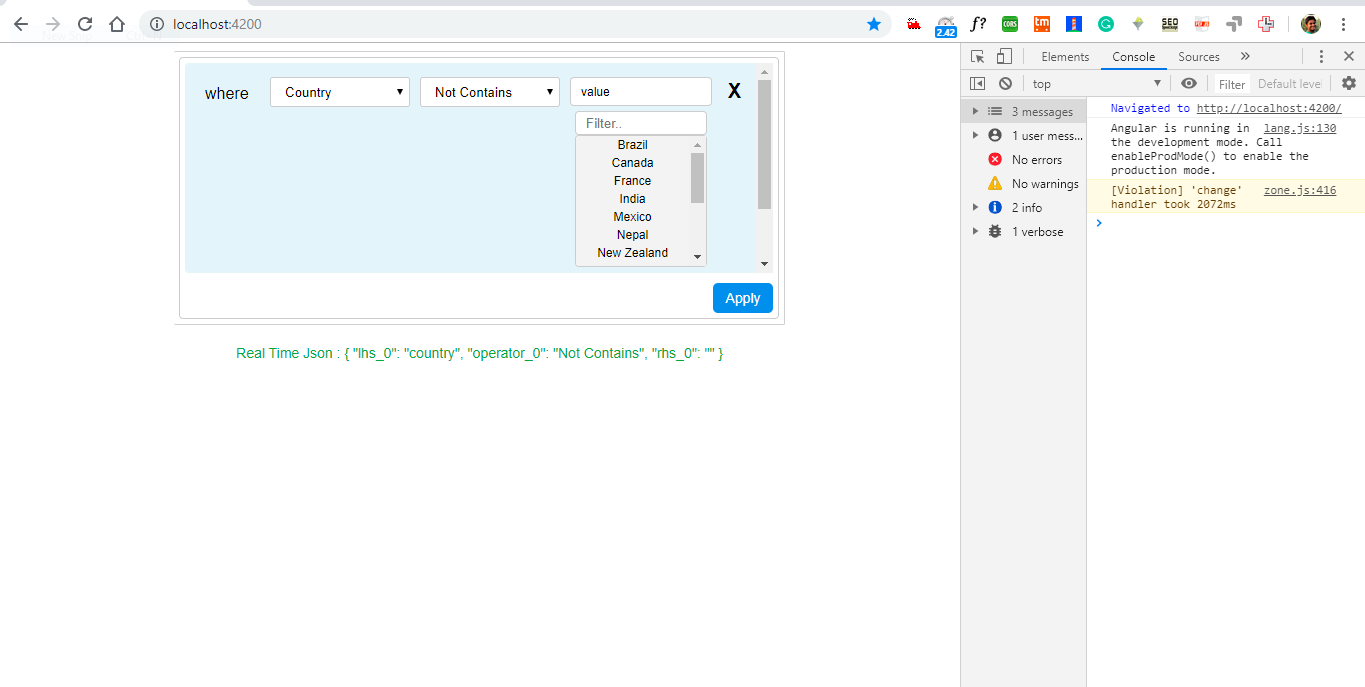 localhost:4200
2.42
f?
CORS
tm
G
SEO
where
Country
Not Contains
value
X
Filter..
Brazil
Canada
France
India
Mexico
Nepal
New Zealand
Apply
Real Time Json : { "lhs_0": "country", "operator_0": "Not Contains", "rhs_0": "" }
Elements
Console
Sources
»
top
Filter
Default leve
3 messages
1 user mess...
No errors
No warnings
2 info
1 verbose
Navigated to http://localhost:4200/
Angular is running in lang.js:130
the development mode. Call
enableProdMode() to enable the
production mode.
[Violation] 'change' zone.js:416
handler took 2072ms